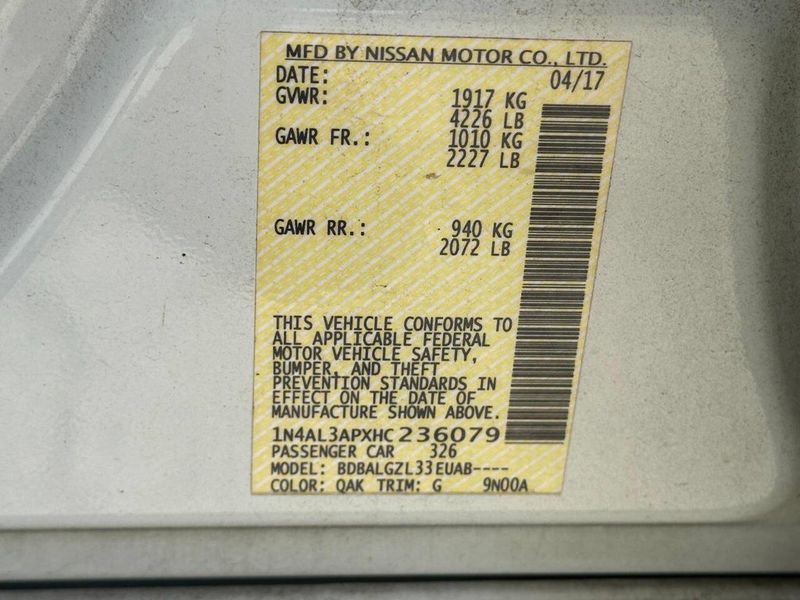 MFD BY NISSAN MOTOR CO., LTD.
DATE: 04/17
GVWR: 1917 KG
4226 LB
GAWR FR.: 1010 KG
2227 LB
GAWR RR.: 940 KG
2072 LB
THIS VEHICLE CONFORMS TO
ALL APPLICABLE FEDERAL
MOTOR VEHICLE SAFETY,
BUMPER, AND THEFT
PREVENTION STANDARDS IN
EFFECT ON THE DATE OF
MANUFACTURE SHOWN ABOVE.
1N4AL3APXHC236079
PASSENGER CAR 326
MODEL: BDBALGZL33EUAB----
COLOR: QAK TRIM: G 9N00A